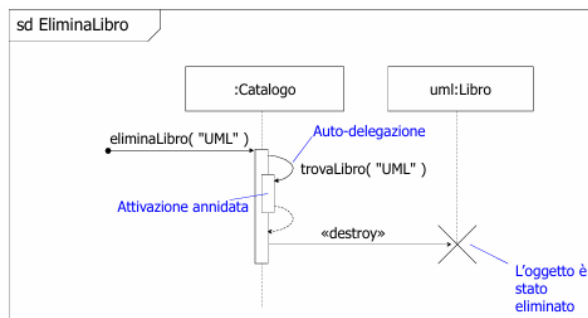 sd EliminaLibro
:Catalogo
uml:Libro
eliminaLibro( "UML" )
Auto-delegazione
trovaLibro( "UML" )
Attivazione annidata
«destroy»
L'oggetto è
stato
eliminato